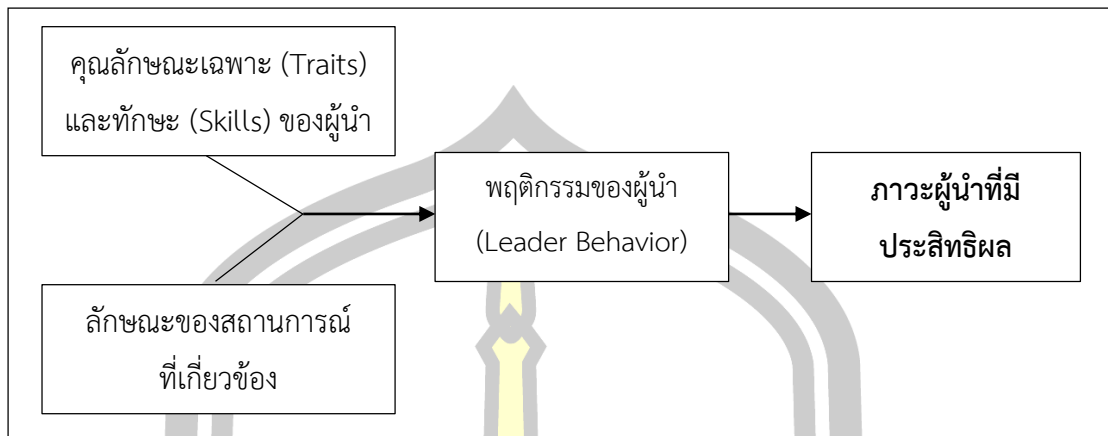 คุณลักษณะเฉพาะ (Traits)
และทักษะ (Skills) ของผู้นำ
พฤติกรรมของผู้นำ
(Leader Behavior)
ภาวะผู้นำที่มี
ประสิทธิผล
ลักษณะของสถานการณ์
ที่เกี่ยวข้อง